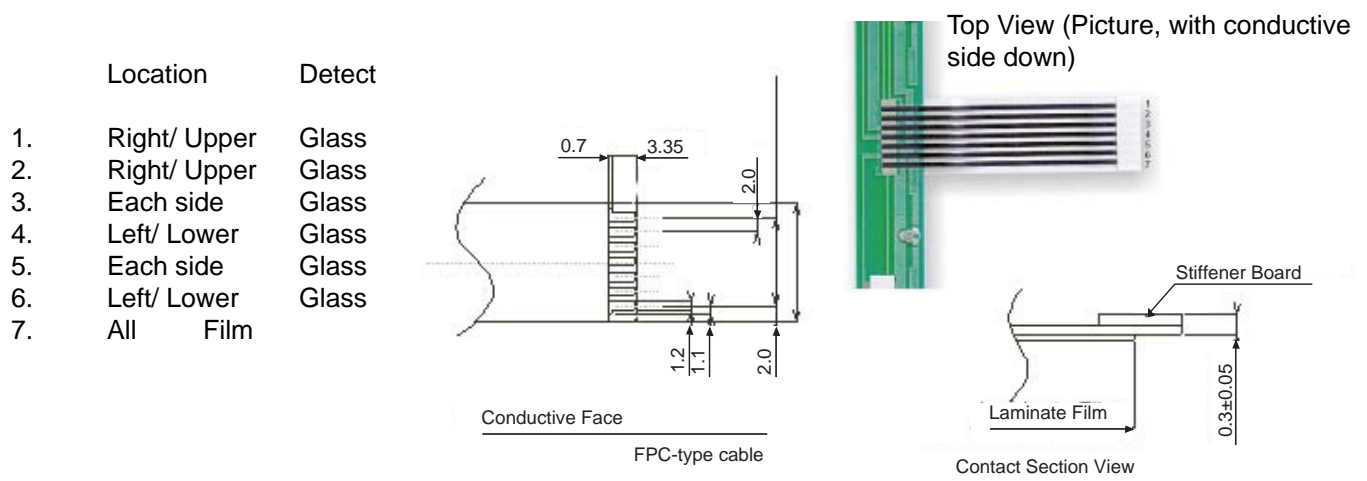 Location Detect
1. Right/ Upper Glass
2. Right/ Upper Glass
3. Each side Glass
4. Left/ Lower Glass
5. Each side Glass
6. Left/ Lower Glass
7. All Film
0.7 3.35
2.0
1.2
1.1
2.0
Conductive Face
FPC-type cable
Top View (Picture, with conductive
side down)
1
2
3
4
5
6
7
Stiffener Board
Laminate Film
0.3±0.05
Contact Section View